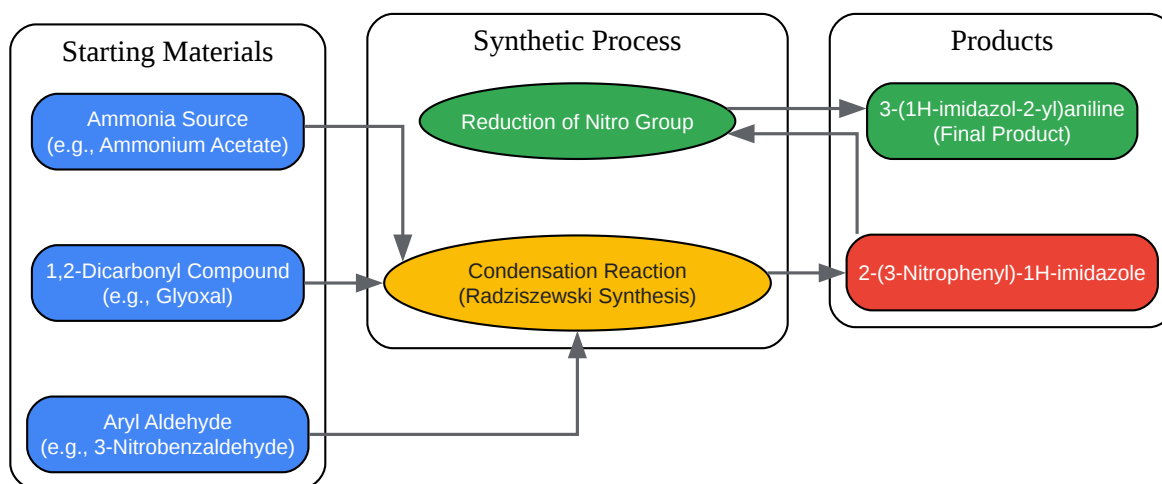 Starting Materials
Ammonia Source
(e.g., Ammonium Acetate)
1,2-Dicarbonyl Compound
(e.g., Glyoxal)
Aryl Aldehyde
(e.g., 3-Nitrobenzaldehyde)
Synthetic Process
Reduction of Nitro Group
Condensation Reaction
(Radziszewski Synthesis)
Products
3-(1H-imidazol-2-yl)aniline
(Final Product)
2-(3-Nitrophenyl)-1H-imidazole